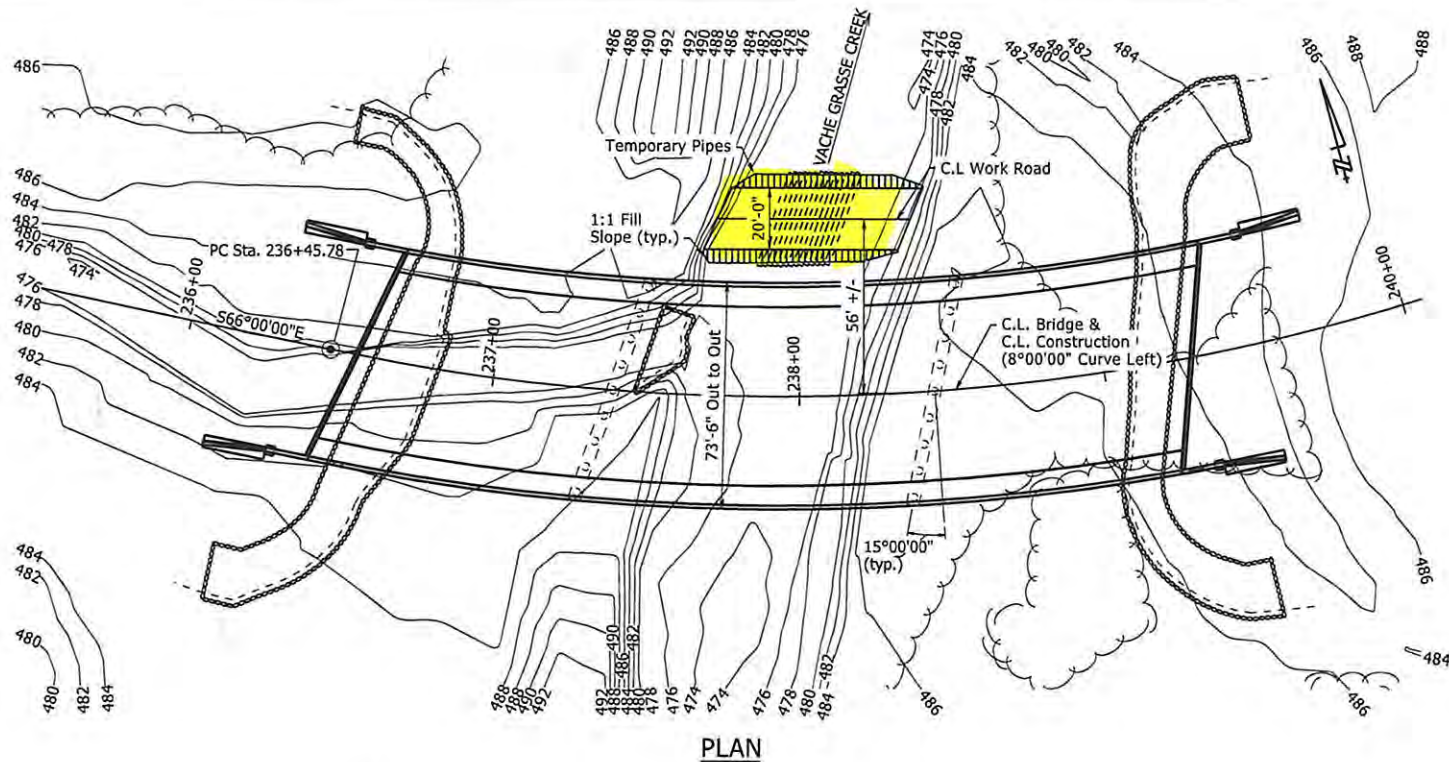 486 488 490 492 492 490 488 486 484 482 480 478 476
VACHE GRASSE CREEK
474
474 476 480
478
482
484
482 480 480 482 484
486 488 488
486
Temporary Pipes
C.L Work Road
+N
486
484
482
480
476
478
474
476
478
480
482
484
1:1 Fill
Slope (typ.)
20'-0"
PC Sta. 236+45.78
236+00
S66°00'00"E
237+00
238+00
240+00
56' +/-
73'-6" Out to Out
C.L. Bridge &
C.L. Construction
(8°00'00" Curve Left)
15°00'00"
(typ.)
486
484
482
480
480 482 484
490
486
482
488 488 490 492
492 488 484 480 478 476 474 474 476 478 480 484 482
486
484
486
PLAN